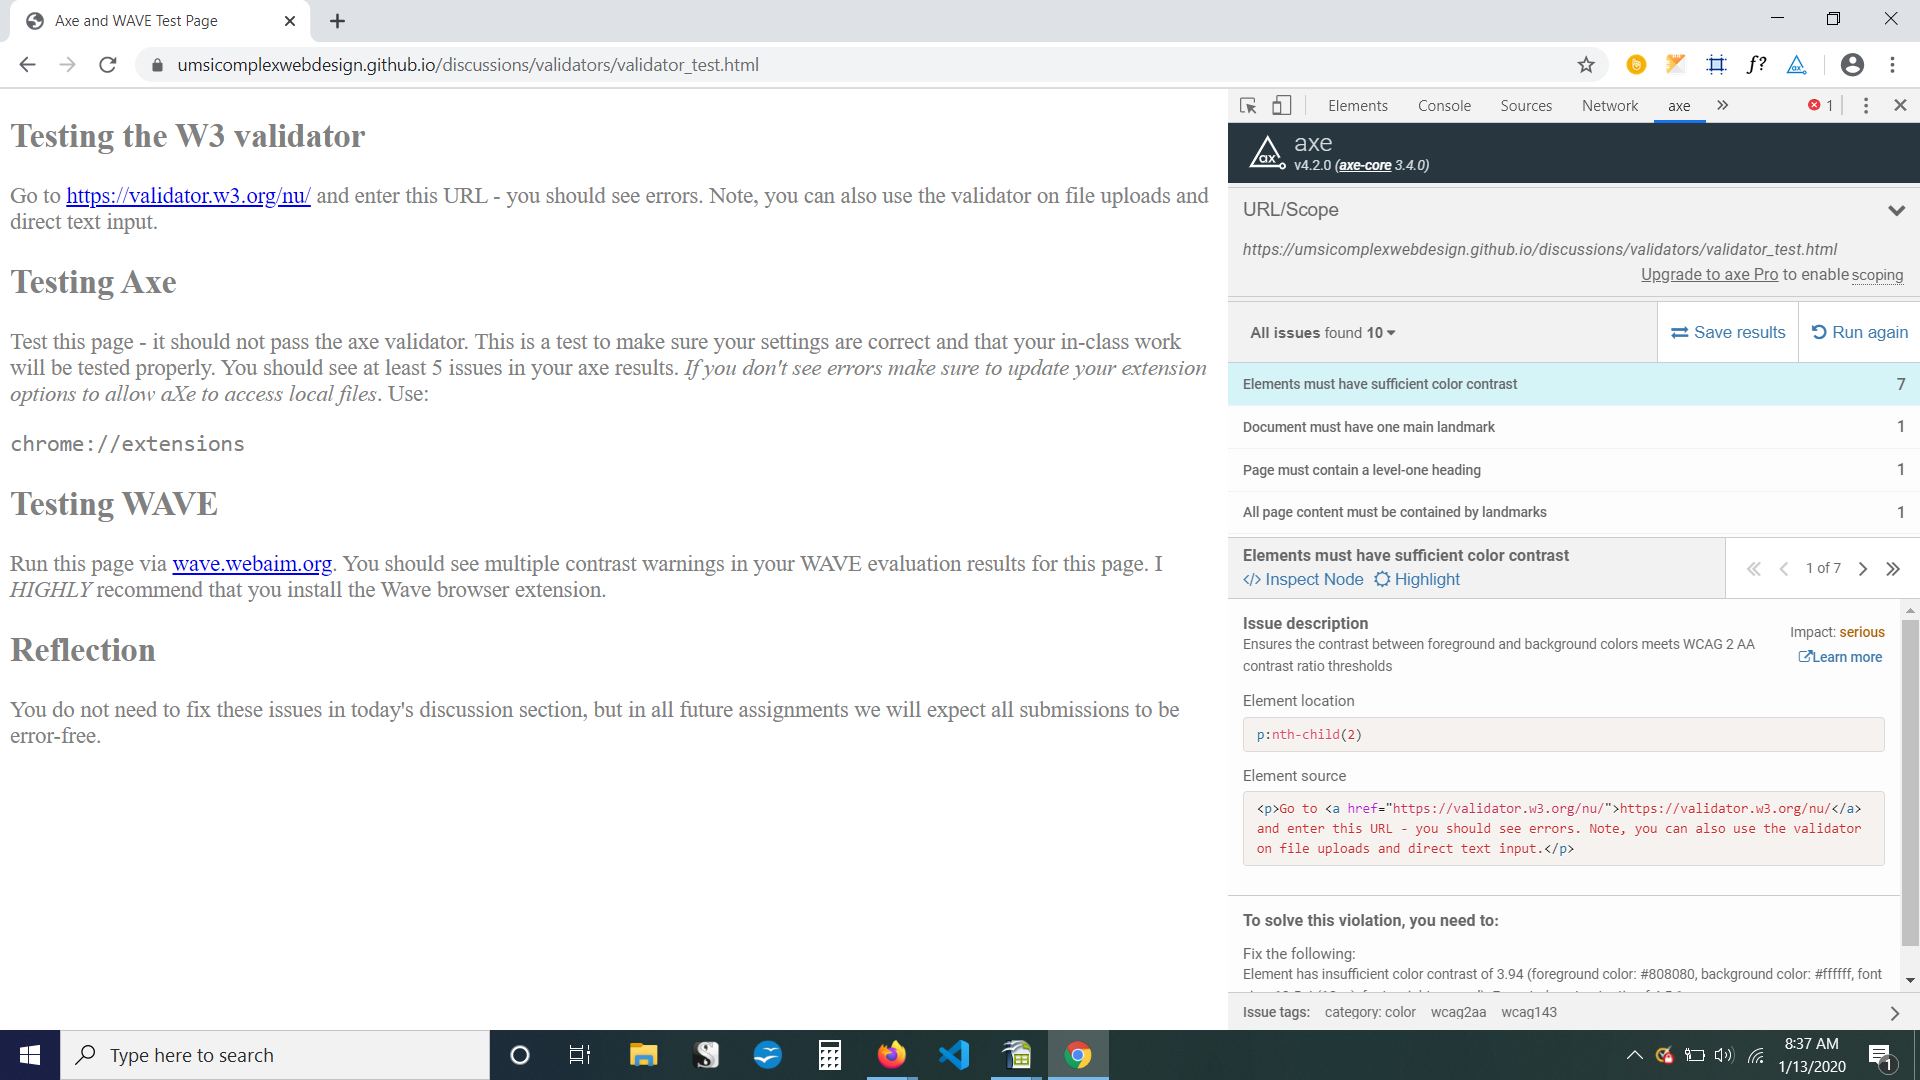 Axe and WAVE Test Page
umsicomplexwebdesign.github.io/discussions/validators/validator_test.html
f?
Testing the W3 validator
Go to https://validator.w3.org/nu/ and enter this URL - you should see errors. Note, you can also use the validator on file uploads and
direct text input.
Testing Axe
Test this page - it should not pass the axe validator. This is a test to make sure your settings are correct and that your in-class work
will be tested properly. You should see at least 5 issues in your axe results. If you don't see errors make sure to update your extension
options to allow aXe to access local files. Use:
chrome://extensions
Testing WAVE
Run this page via wave.webaim.org. You should see multiple contrast warnings in your WAVE evaluation results for this page. I
HIGHLY recommend that you install the Wave browser extension.
Reflection
You do not need to fix these issues in today's discussion section, but in all future assignments we will expect all submissions to be
error-free.
Elements Console Sources Network axe 1
axe
v4.2.0 (axe-core 3.4.0)
URL/Scope
https://umsicomplexwebdesign.github.io/discussions/validators/validator_test.html
Upgrade to axe Pro to enable scoping
All issues found 10
Save results
Run again
Elements must have sufficient color contrast 7
Document must have one main landmark 1
Page must contain a level-one heading 1
All page content must be contained by landmarks 1
Elements must have sufficient color contrast
</> Inspect Node Highlight
1 of 7
Issue description
Ensures the contrast between foreground and background colors meets WCAG 2 AA
contrast ratio thresholds
Impact: serious
Learn more
Element location
p:nth-child(2)
Element source
<p>Go to <a href="https://validator.w3.org/nu/">https://validator.w3.org/nu/</a>
and enter this URL - you should see errors. Note, you can also use the validator
on file uploads and direct text input.</p>
To solve this violation, you need to:
Fix the following:
Element has insufficient color contrast of 3.94 (foreground color: #808080, background color: #ffffff, font
Issue tags: category: color wcag2aa wcag143
Type here to search
8:37 AM
1/13/2020
1